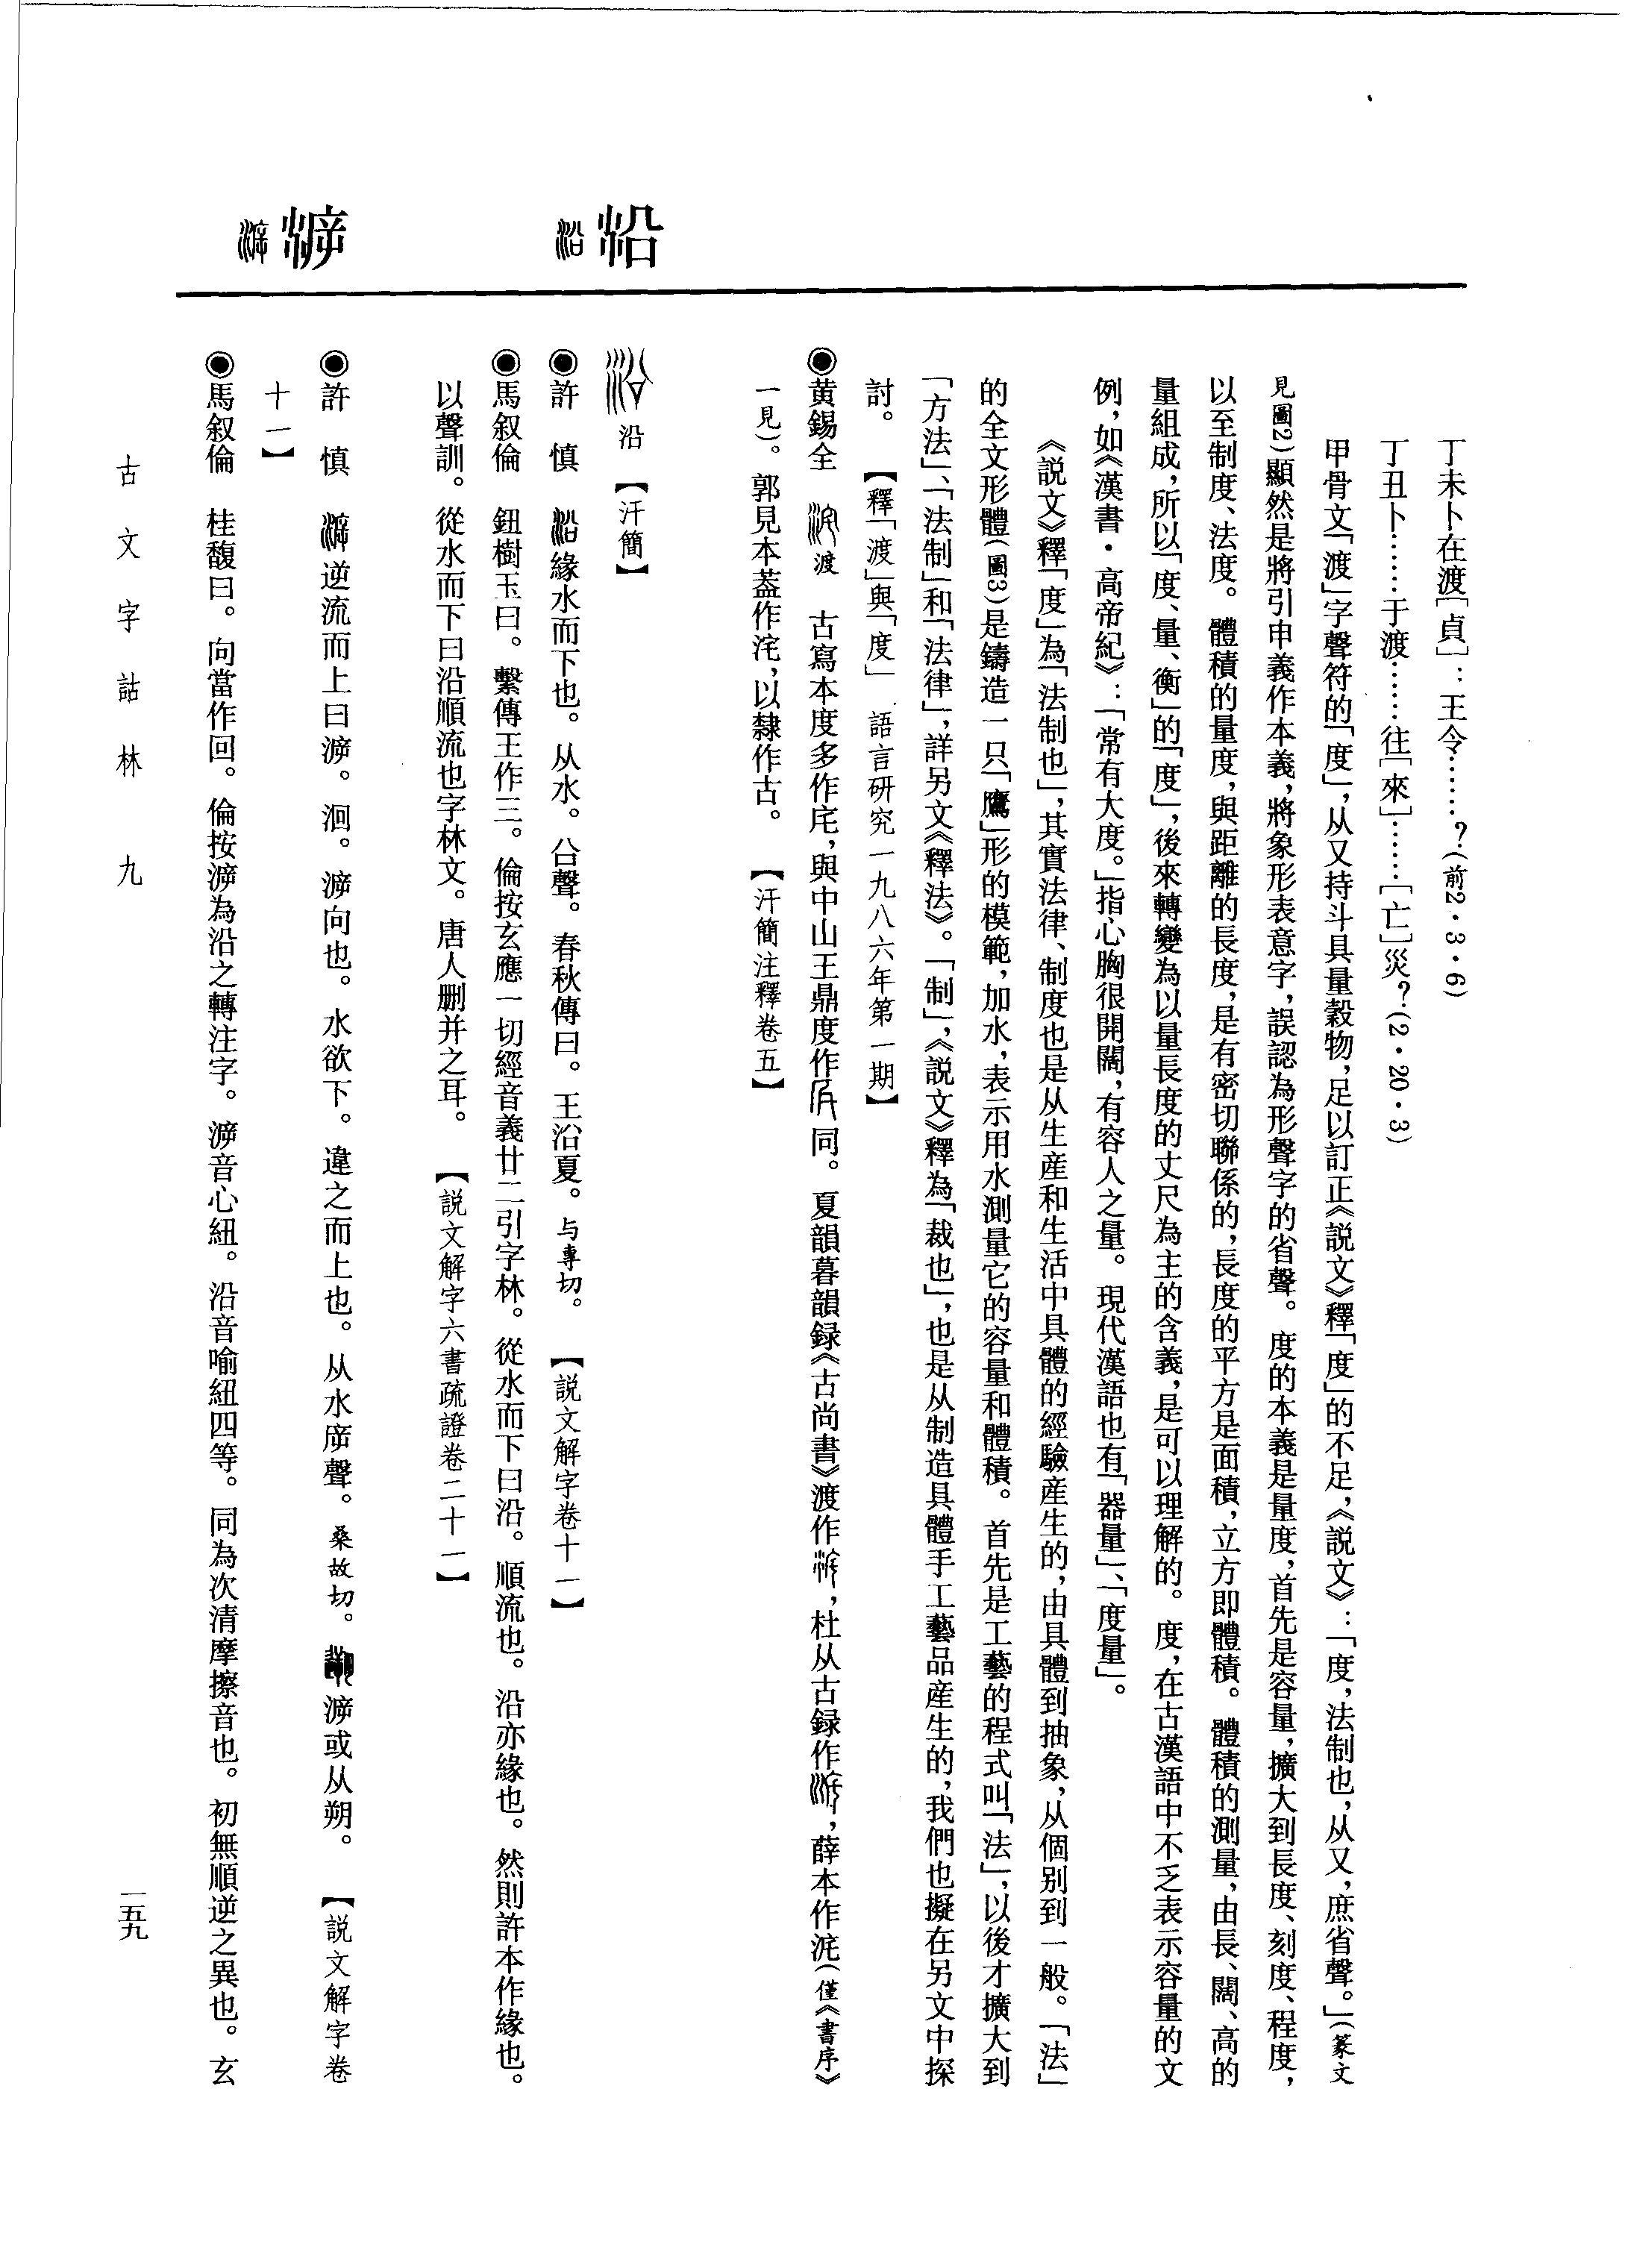 丁未卜在渡[貞]：王令……？(前2·3·6)
丁丑卜……于渡……往[來]……[亡]災？(2·20·3)
甲骨文「渡」字聲符的「度」，从又持斗具量穀物，足以訂正《説文》釋「度」的不足，《説文》：「度，法制也，从又，庶省聲。」(篆文
見圖2)顯然是將引申義作本義，將象形表意字，誤認為形聲字的省聲。度的本義是量度，首先是容量，擴大到長度、刻度、程度，
以至制度、法度。體積的量度，與距離的長度，是有密切聯係的，長度的平方是面積，立方即體積。體積的測量，由長、闊、高的
量組成，所以「度、量、衡」的「度」，後來轉變為以量長度的丈尺為主的含義，是可以理解的。度，在古漢語中不乏表示容量的文
例，如《漢書·高帝紀》：「常有大度。」指心胸很開闊，有容人之量。現代漢語也有「器量」、「度量」。
《説文》釋「度」為「法制也」，其實法律、制度也是从生産和生活中具體的經驗産生的，由具體到抽象，从個别到一般。「法」
的全文形體(圖3)是鑄造一只「鷹」形的模範，加水，表示用水測量它的容量和體積。首先是工藝的程式叫「法」，以後才擴大到
「方法」、「法制」和「法律」，詳另文《釋法》。「制」，《説文》釋為「裁也」，也是从制造具體手工藝品産生的，我們也擬在另文中探
討。 【釋「渡」與「度」 語言研究一九八六年第一期】
◉黄錫全 渡 古寫本度多作庑，與中山王鼎度作 同。夏韻暮韻録《古尚書》渡作 ，杜从古録作 ，薛本作 (僅《書序》
一見)。郭見本蓋作 ，以隸作古。 【汗簡注釋卷五】
沿
沿 【汗簡】
◉許 慎 沿緣水而下也。从水。㕣聲。春秋傳曰。王沿夏。与專切。 【説文解字卷十一】
◉馬叙倫 鈕樹玉曰。繫傳王作三。倫按玄應一切經音義廿二引字林。從水而下曰沿。順流也。沿亦緣也。然則許本作緣也。
以聲訓。從水而下曰沿順流也字林文。唐人删并之耳。 【説文解字六書疏證卷二十一】
㴑
◉許 慎 㴑逆流而上曰㴑。洄。㴑向也。水欲下。違之而上也。从水㡿聲。桑故切。 㴑或从朔。 【説文解字卷
十一】
◉馬叙倫 桂馥曰。向當作回。倫按㴑為沿之轉注字。㴑音心紐。沿音喻紐四等。同為次清摩擦音也。初無順逆之異也。玄
古文字詁林 九
一五九